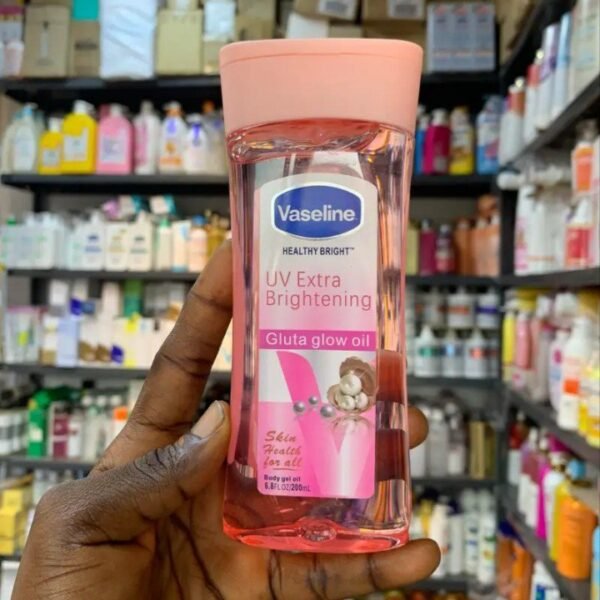 Vaseline
HEALTHY BRIGHT™
UV Extra
Brightening
Gluta glow oil
Skin
Health
for all
Body gel oil
6.8FL OZ/200mL